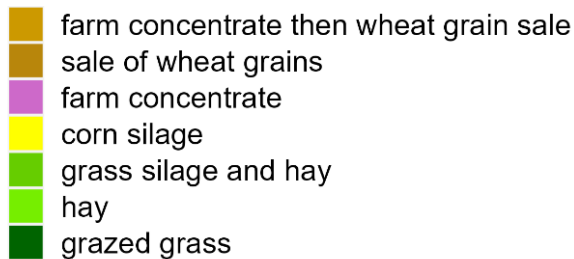 farm concentrate then wheat grain sale
sale of wheat grains
farm concentrate
corn silage
grass silage and hay
hay
grazed grass